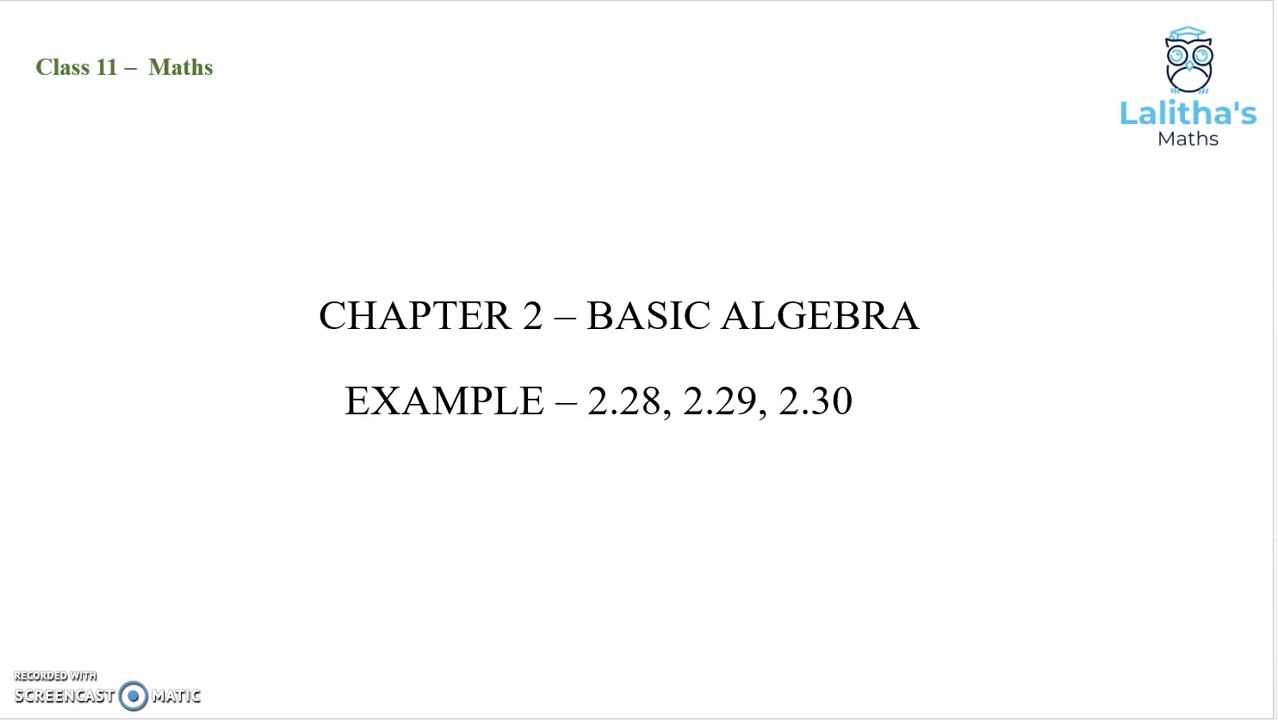 Class 11 – Maths
Lalitha's
Maths
CHAPTER 2 – BASIC ALGEBRA
EXAMPLE – 2.28, 2.29, 2.30
RECORDED WITH
SCREENCAST MATIC